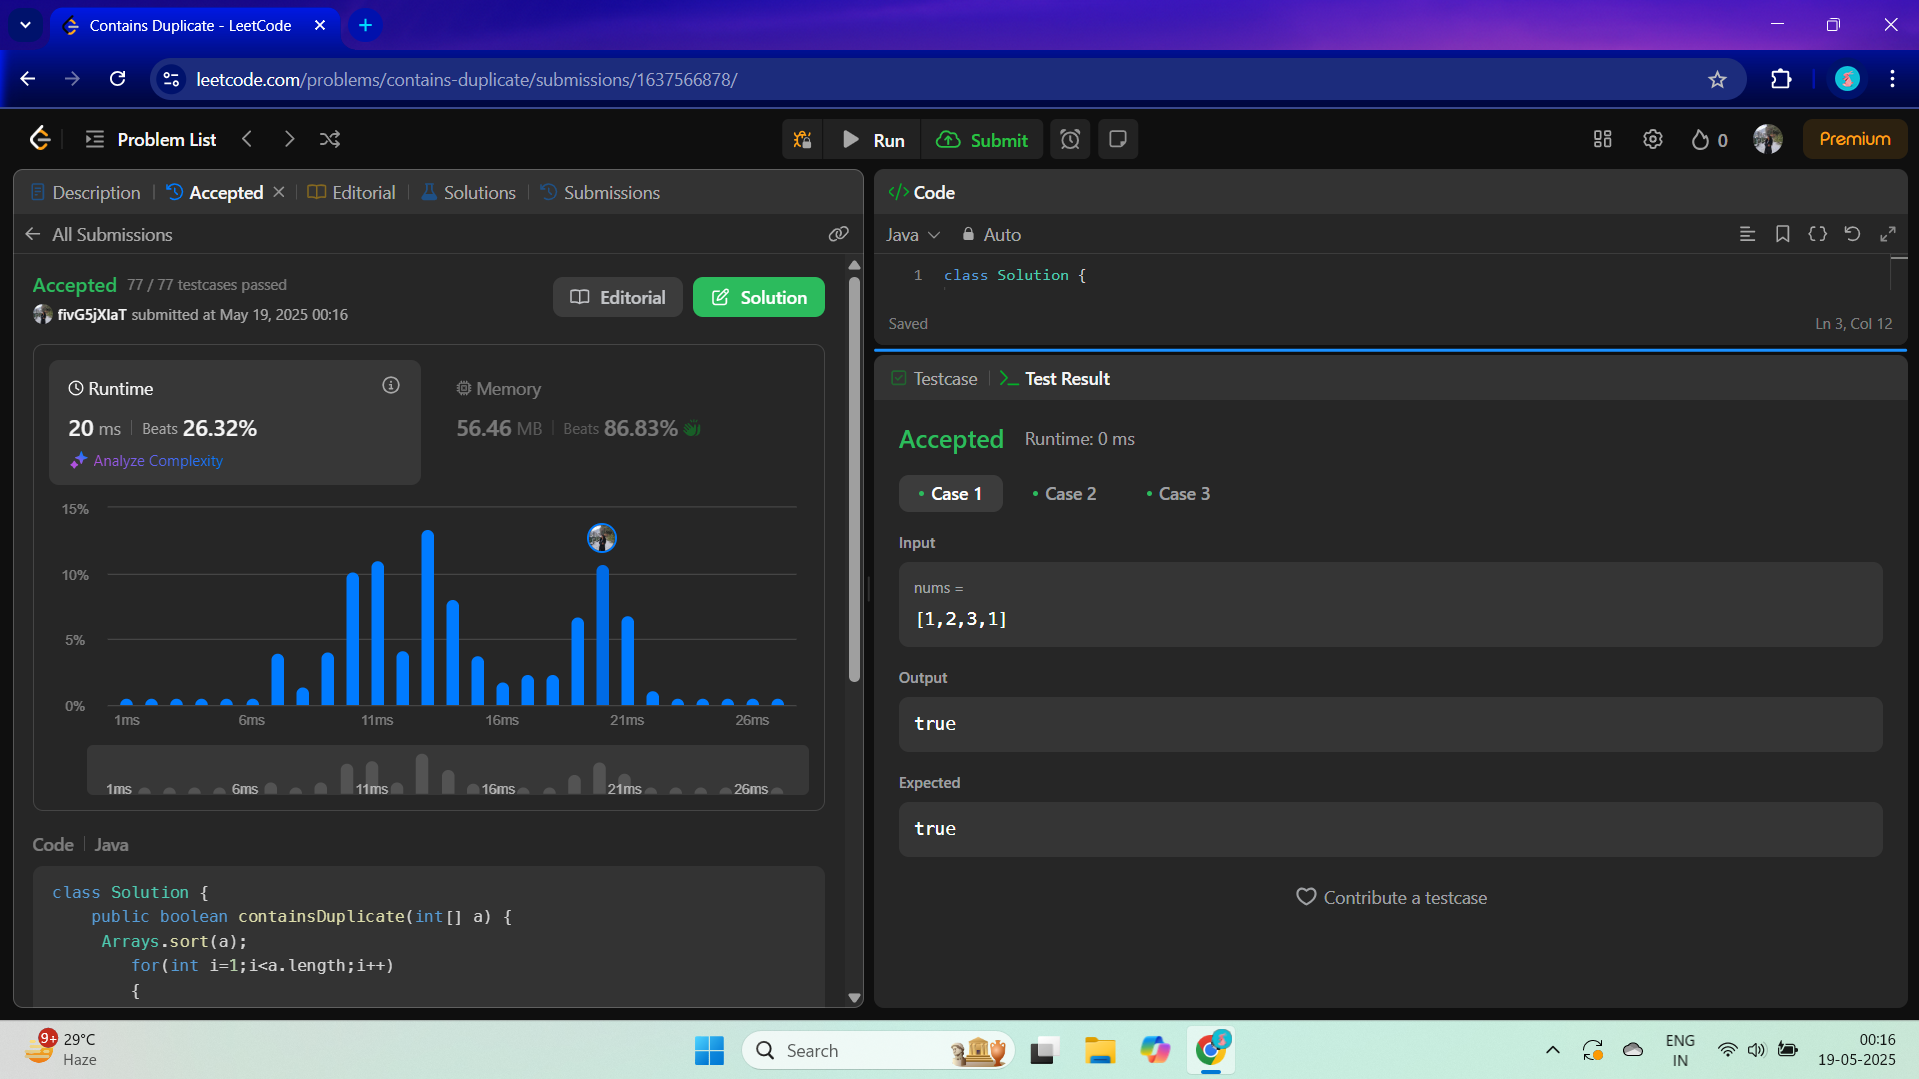 Contains Duplicate - LeetCode
leetcode.com/problems/contains-duplicate/submissions/1637566878/
Problem List
Run
Submit
0
Premium
Description
Accepted
Editorial
Solutions
Submissions
All Submissions
Accepted 77 / 77 testcases passed
fivG5jXIaT submitted at May 19, 2025 00:16
Editorial
Solution
Runtime
20 ms
Beats 26.32%
Analyze Complexity
Memory
56.46 MB
Beats 86.83%
15%
10%
5%
0%
1ms 6ms 11ms 16ms 21ms 26ms
1ms 6ms 11ms 16ms 21ms 26ms
Code
Java
class Solution {
public boolean containsDuplicate(int[] a) {
Arrays.sort(a);
for(int i=1;i<a.length;i++)
{
</> Code
Java
Auto
1 class Solution {
Saved
Ln 3, Col 12
Testcase
Test Result
Accepted Runtime: 0 ms
Case 1
Case 2
Case 3
Input
nums =
[1,2,3,1]
Output
true
Expected
true
Contribute a testcase
9+
29°C
Haze
Search
ENG
IN
00:16
19-05-2025